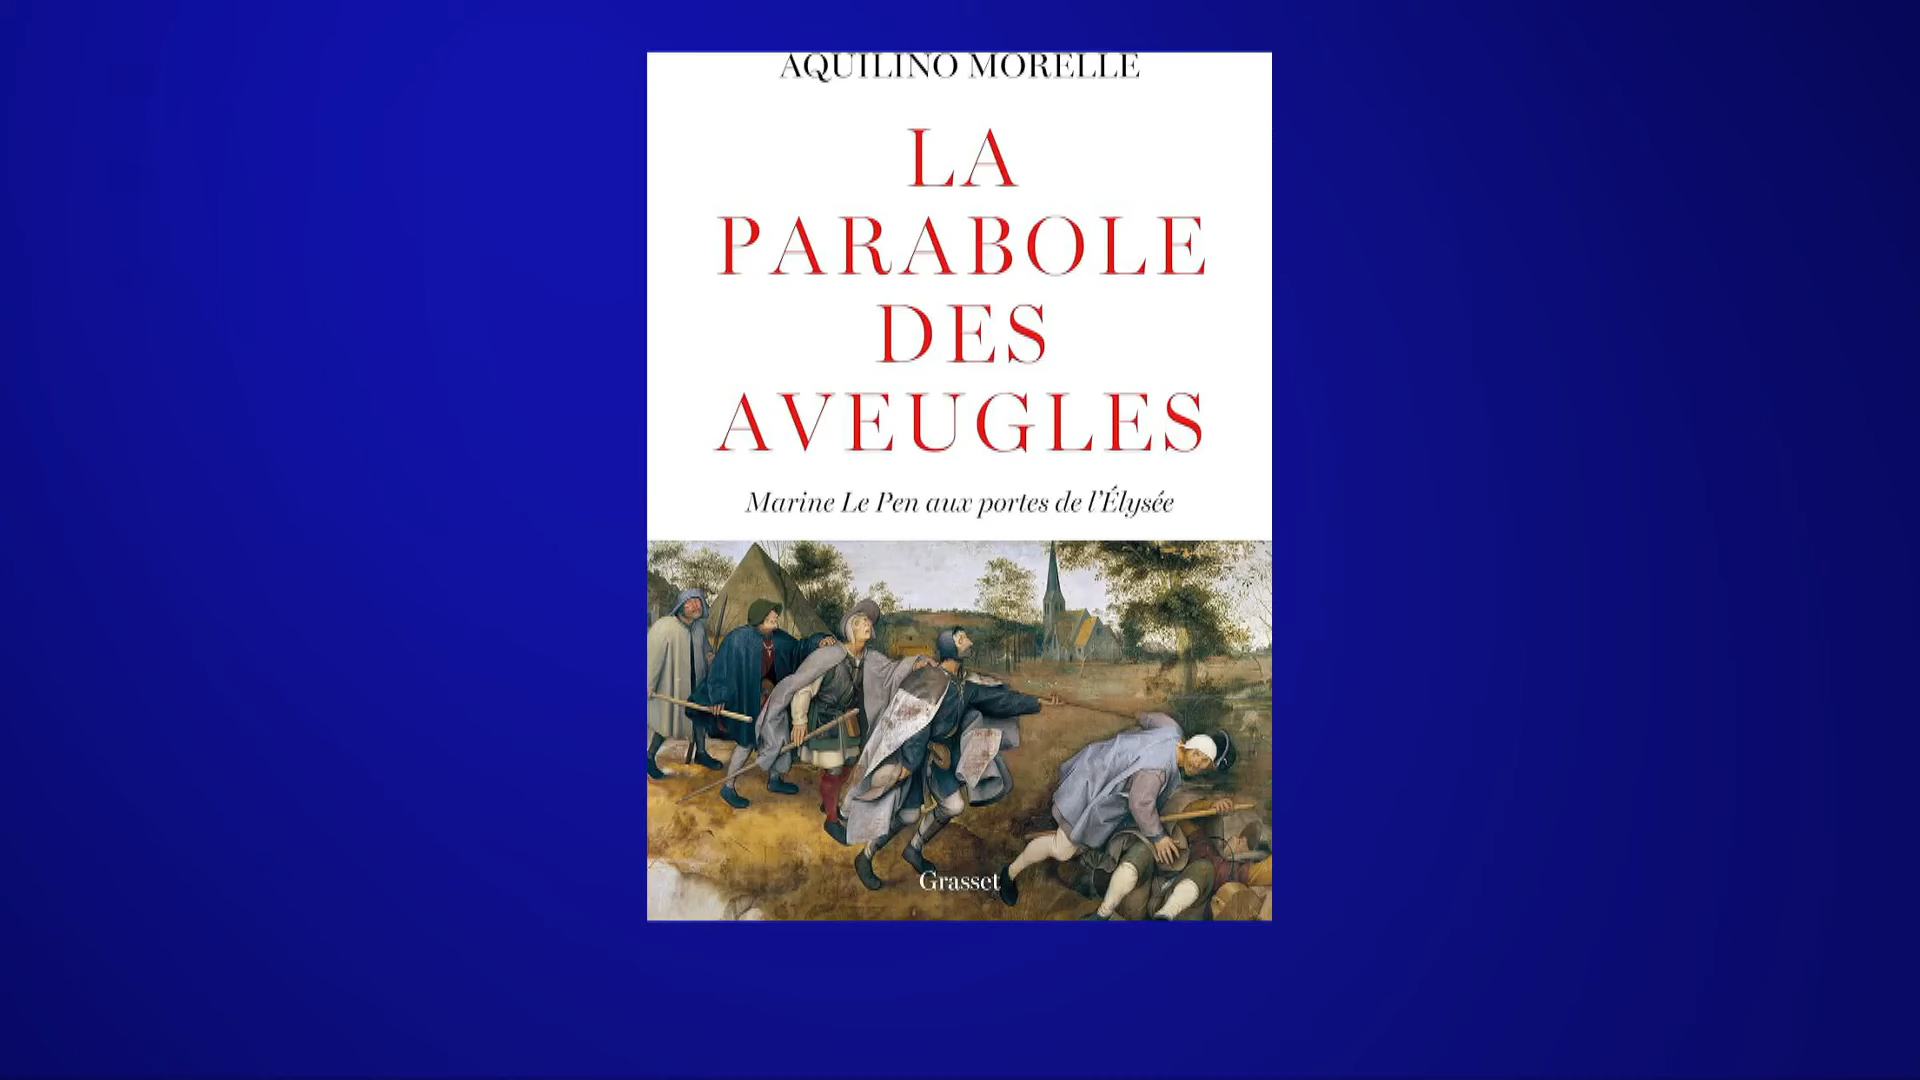 AQUILINO MORELLE
LA
PARABOLE
DES
AVEUGLES
Marine Le Pen aux portes de l'Élysée
Grasset